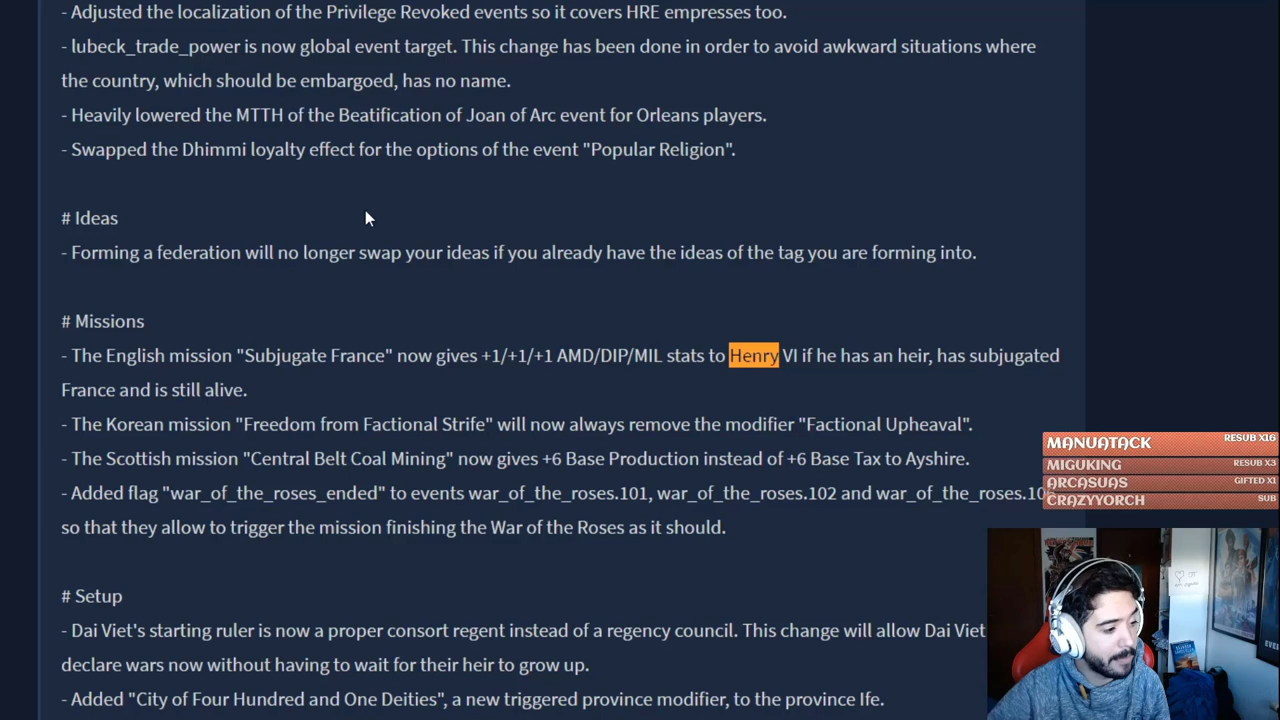 - Adjusted the localization of the Privilege Revoked events so it covers HRE empresses too.
- lubeck_trade_power is now global event target. This change has been done in order to avoid awkward situations where
the country, which should be embargoed, has no name.
- Heavily lowered the MTTH of the Beatification of Joan of Arc event for Orleans players.
- Swapped the Dhimmi loyalty effect for the options of the event "Popular Religion".
# Ideas
- Forming a federation will no longer swap your ideas if you already have the ideas of the tag you are forming into.
# Missions
- The English mission "Subjugate France" now gives +1/+1/+1 AMD/DIP/MIL stats to Henry VI if he has an heir, has subjugated
France and is still alive.
- The Korean mission "Freedom from Factional Strife" will now always remove the modifier "Factional Upheaval".
- The Scottish mission "Central Belt Coal Mining" now gives +6 Base Production instead of +6 Base Tax to Ayshire.
- Added flag "war_of_the_roses_ended" to events war_of_the_roses.101, war_of_the_roses.102 and
so that they allow to trigger the mission finishing the War of the Roses as it should.
# Setup
- Dai Viet's starting ruler is now a proper consort regent instead of a regency council. This change will allow Dai Viet
declare wars now without having to wait for their heir to grow up.
- Added "City of Four Hundred and One Deities", a new triggered province modifier, to the province Ife.
MANUATACK RESUB X16
MIGUKING RESUB X3
ARCASUAS GIFTED X1
CRAZYYORCH SUB